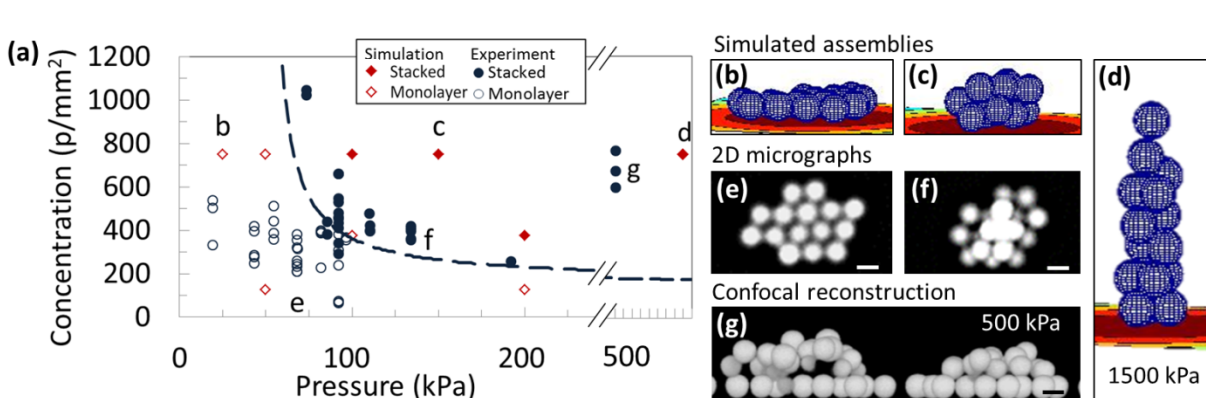 (a)
Concentration (p/mm²)
1200
1000
800
600
400
200
0
0
100
200
500
Pressure (kPa)
Simulation
Stacked
Monolayer
Experiment
Stacked
Monolayer
b
c
d
e
f
g
Simulated assemblies
(b)
(c)
(d)
2D micrographs
(e)
(f)
Confocal reconstruction
(g)
500 kPa
1500 kPa